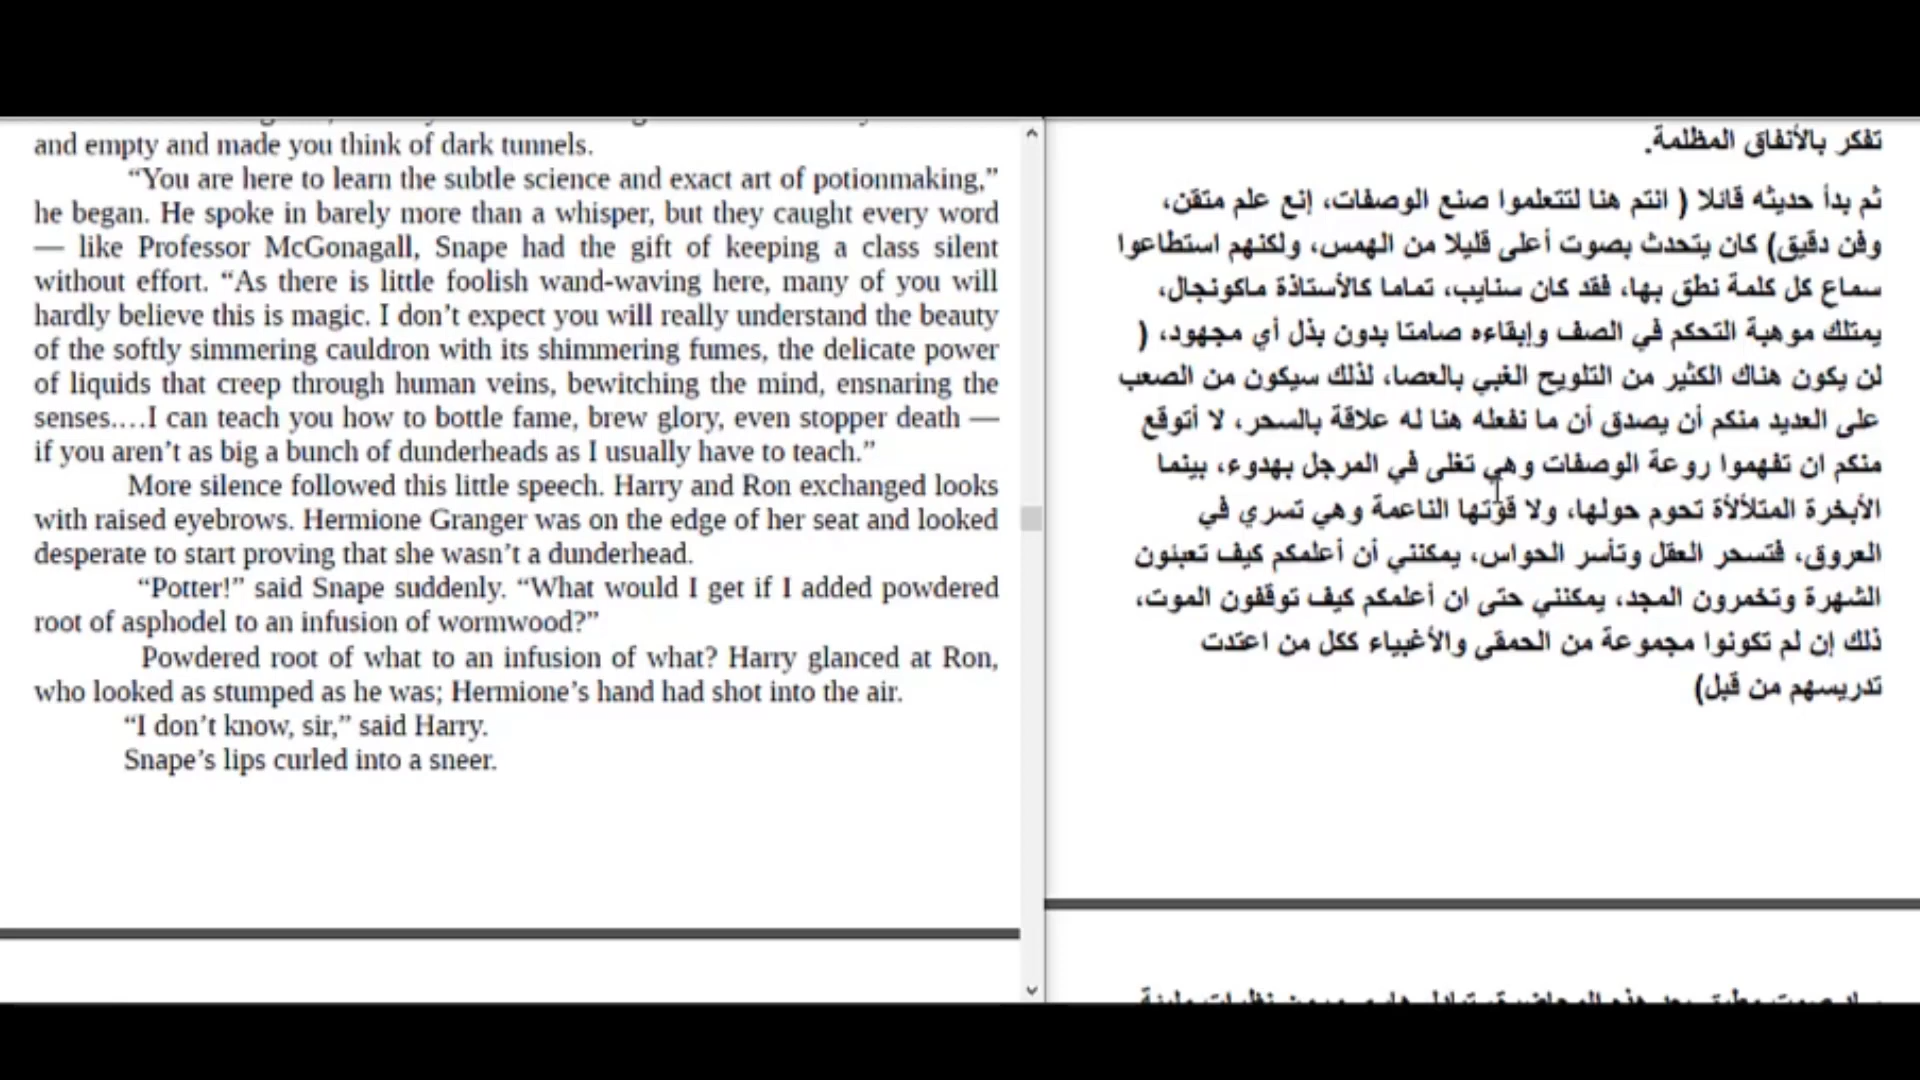 and empty and made you think of dark tunnels.
“You are here to learn the subtle science and exact art of potionmaking,”
he began. He spoke in barely more than a whisper, but they caught every word
— like Professor McGonagall, Snape had the gift of keeping a class silent
without effort. “As there is little foolish wand-waving here, many of you will
hardly believe this is magic. I don’t expect you will really understand the beauty
of the softly simmering cauldron with its shimmering fumes, the delicate power
of liquids that creep through human veins, bewitching the mind, ensnaring the
senses.…I can teach you how to bottle fame, brew glory, even stopper death —
if you aren’t as big a bunch of dunderheads as I usually have to teach.”
More silence followed this little speech. Harry and Ron exchanged looks
with raised eyebrows. Hermione Granger was on the edge of her seat and looked
desperate to start proving that she wasn’t a dunderhead.
“Potter!” said Snape suddenly. “What would I get if I added powdered
root of asphodel to an infusion of wormwood?”
Powdered root of what to an infusion of what? Harry glanced at Ron,
who looked as stumped as he was; Hermione’s hand had shot into the air.
“I don’t know, sir,” said Harry.
Snape’s lips curled into a sneer.
تفكر بالأنفاق المظلمة.
ثم بدأ حديثه قائلا ( انتم هنا لتتعلموا صنع الوصفات، إنع علم متقن،
وفن دقيق) كان يتحدث بصوت أعلى قليلا من الهمس، ولكنهم استطاعوا
سماع كل كلمة نطق بها، فقد كان سنايب، تماما كالأستاذة ماكونجال،
يمتلك موهبة التحكم في الصف وإبقاءه صامتا بدون بذل أي مجهود، (
لن يكون هناك الكثير من التلويح الغبي بالعصا، لذلك سيكون من الصعب
على العديد منكم أن يصدق أن ما نفعله هنا له علاقة بالسحر، لا أتوقع
منكم ان تفهموا روعة الوصفات وهي تغلى في المرجل بهدوء، بينما
الأبخرة المتلألأة تحوم حولها، ولا قوتها الناعمة وهي تسري في
العروق، فتسحر العقل وتأسر الحواس، يمكنني أن أعلمكم كيف تعبئون
الشهرة وتخمرون المجد، يمكنني حتى ان أعلمكم كيف توقفون الموت،
ذلك إن لم تكونوا مجموعة من الحمقى والأغبياء ككل من اعتدت
تدريسهم من قبل)